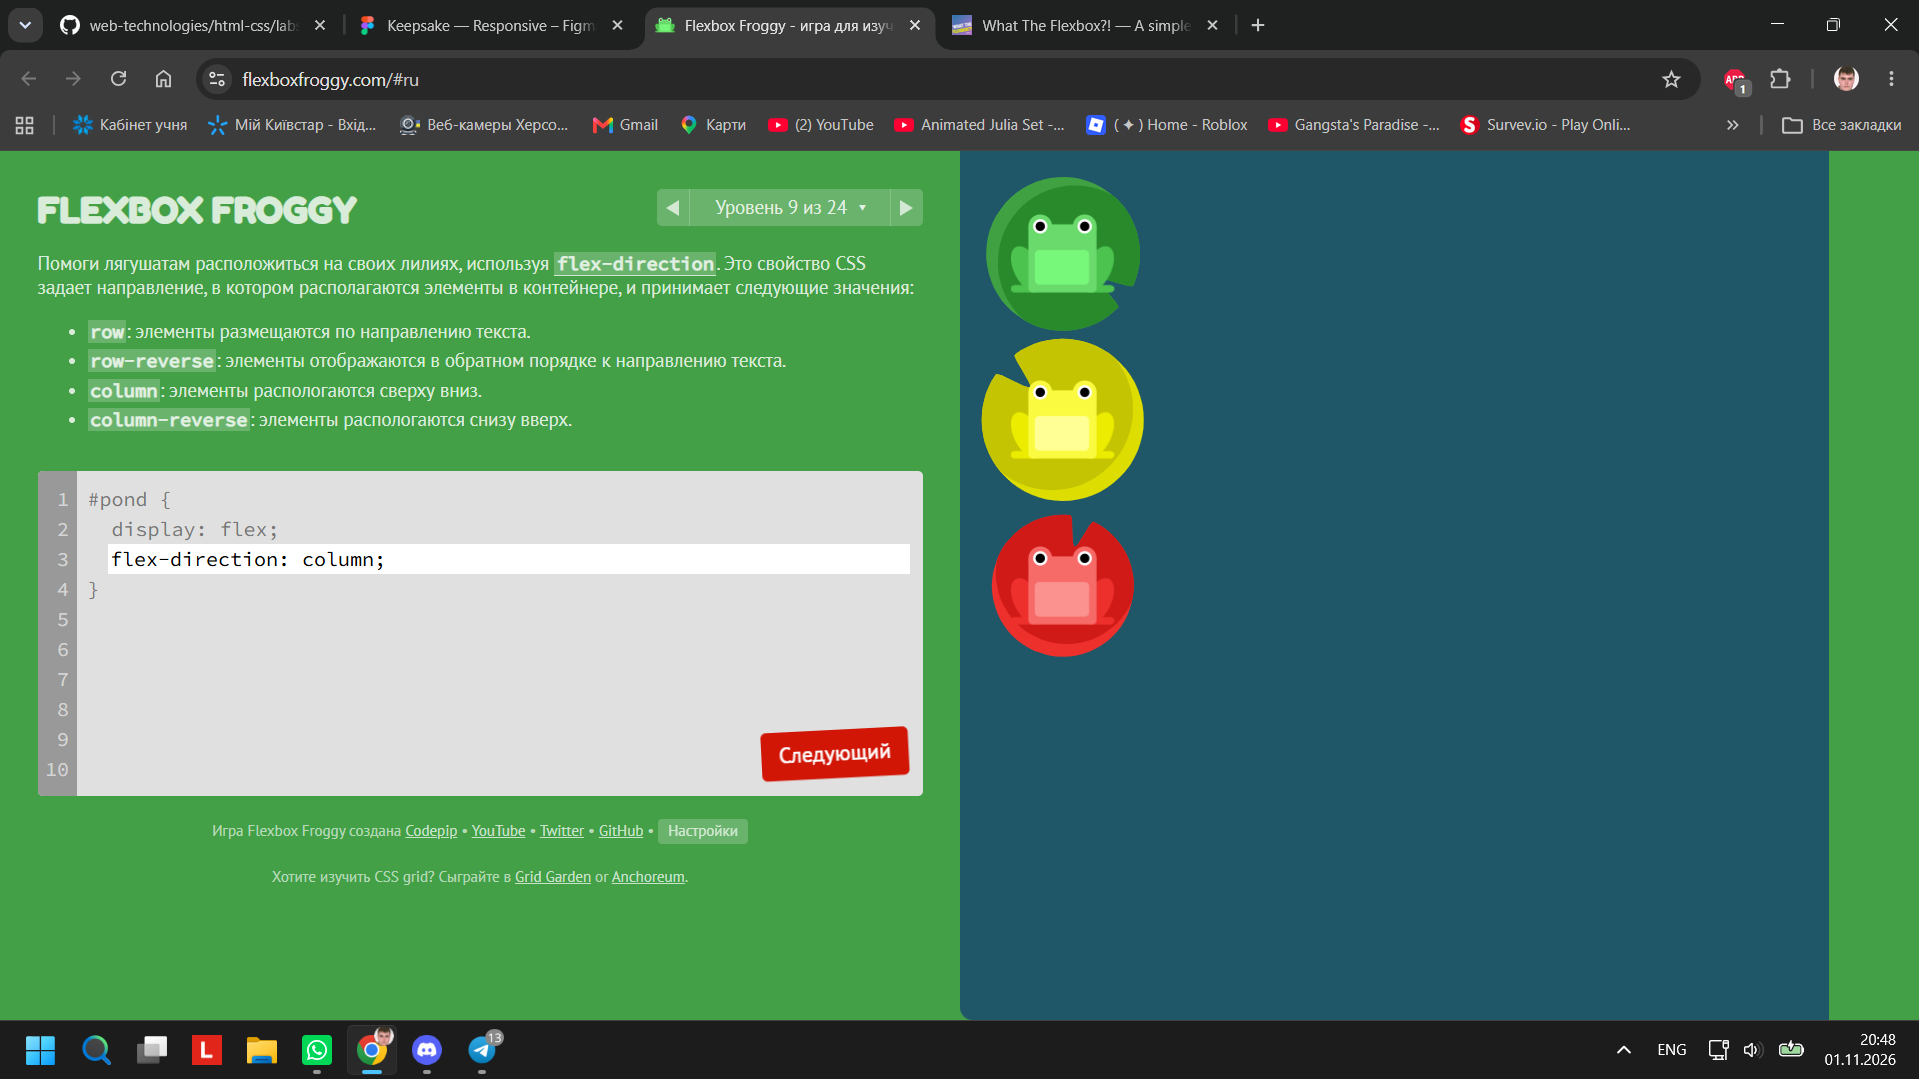 web-technologies/html-css/lab
Keepsake — Responsive – Figm
Flexbox Froggy - игра для изуч
What The Flexbox?! — A simple
flexboxfroggy.com/#ru
ABP
1
Кабінет учня
Мій Київстар - Вхід...
Веб-камеры Херсо...
Gmail
Карти
(2) YouTube
Animated Julia Set -...
( ✦ ) Home - Roblox
Gangsta's Paradise -...
Survev.io - Play Onli...
Все закладки
FLEXBOX FROGGY
Уровень 9 из 24
Помоги лягушатам расположиться на своих лилиях, используя flex-direction. Это свойство CSS
задает направление, в котором располагаются элементы в контейнере, и принимает следующие значения:
• row: элементы размещаются по направлению текста.
• row-reverse: элементы отображаются в обратном порядке к направлению текста.
• column: элементы распологаются сверху вниз.
• column-reverse: элементы распологаются снизу вверх.
1 #pond {
2 display: flex;
3 flex-direction: column;
4 }
5
6
7
8
9
10
Следующий
Игра Flexbox Froggy создана Codepip • YouTube • Twitter • GitHub • Настройки
Хотите изучить CSS grid? Сыграйте в Grid Garden or Anchoreum.
L
13
ENG
20:48
01.11.2026